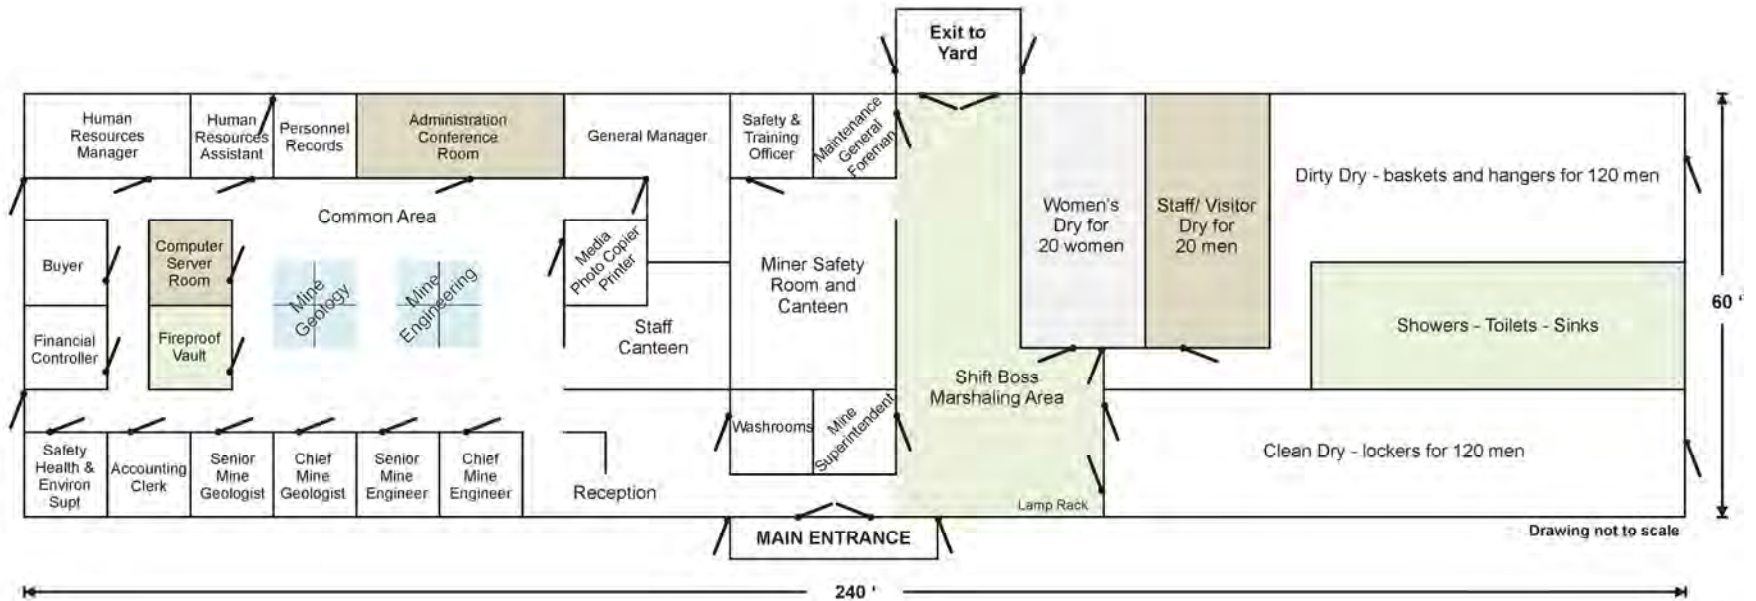 Exit to
Yard
Human
Resources
Manager
Human
Resources
Assistant
Personnel
Records
Administration
Conference
Room
General Manager
Safety &
Training
Officer
Maintenance
General
Foreman
Dirty Dry - baskets and hangers for 120 men
Common Area
Women's
Dry for
20 women
Staff/ Visitor
Dry for
20 men
Buyer
Computer
Server
Room
Mine
Geology
Mine
Engineering
Media
Photo Copier
Printer
Miner Safety
Room and
Canteen
60 '
Financial
Controller
Fireproof
Vault
Staff
Canteen
Showers - Toilets - Sinks
Shift Boss
Marshaling Area
Safety
Health &
Environ
Supt
Accounting
Clerk
Senior
Mine
Geologist
Chief
Mine
Geologist
Senior
Mine
Engineer
Chief
Mine
Engineer
Reception
Washrooms
Mine
Superintendent
Clean Dry - lockers for 120 men
Lamp Rack
MAIN ENTRANCE
Drawing not to scale
240 '